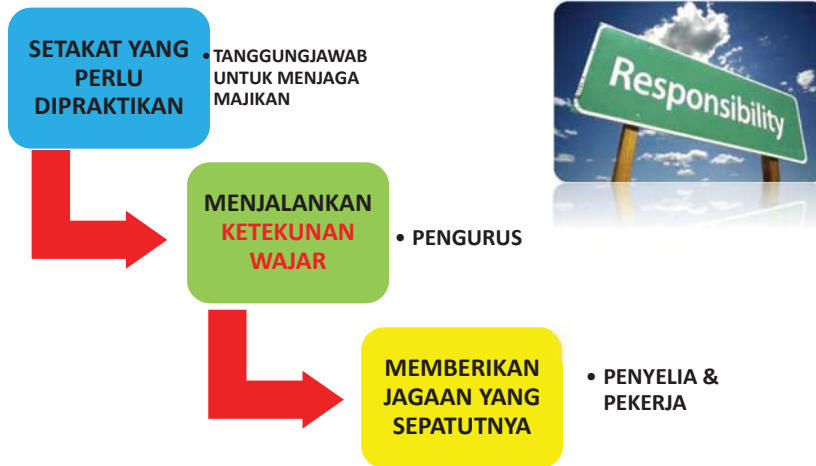 SETAKAT YANG
PERLU
DIPRAKTIKAN
• TANGGUNGJAWAB
UNTUK MENJAGA
MAJIKAN
Responsibility
MENJALANKAN
KETEKUNAN
WAJAR
• PENGURUS
MEMBERIKAN
JAGAAN YANG
SEPATUTNYA
• PENYELIA &
PEKERJA